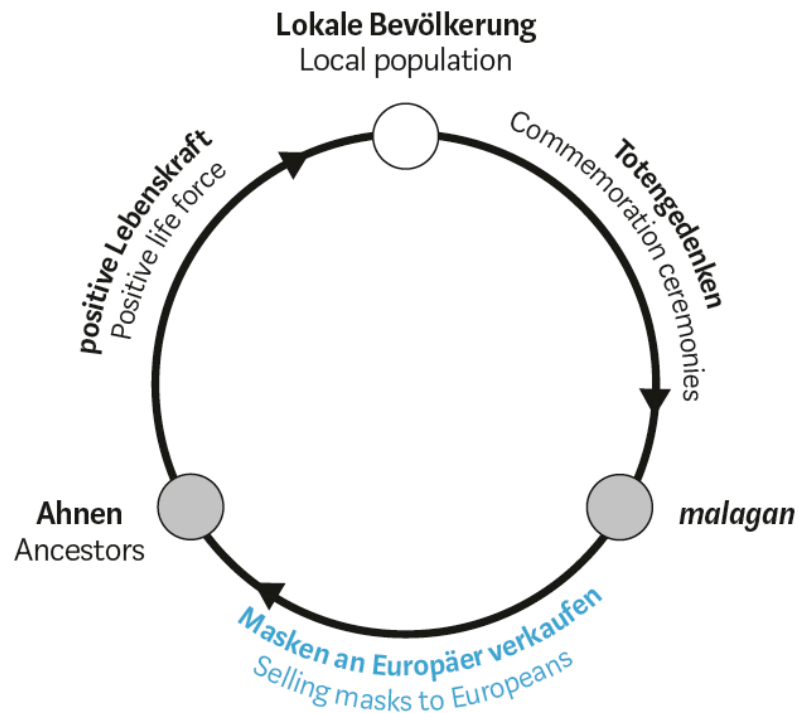 Lokale Bevölkerung
Local population
Totengedenken
Commemoration ceremonies
malagan
Masken an Europäer verkaufen
Selling masks to Europeans
Ahnen
Ancestors
positive Lebenskraft
Positive life force